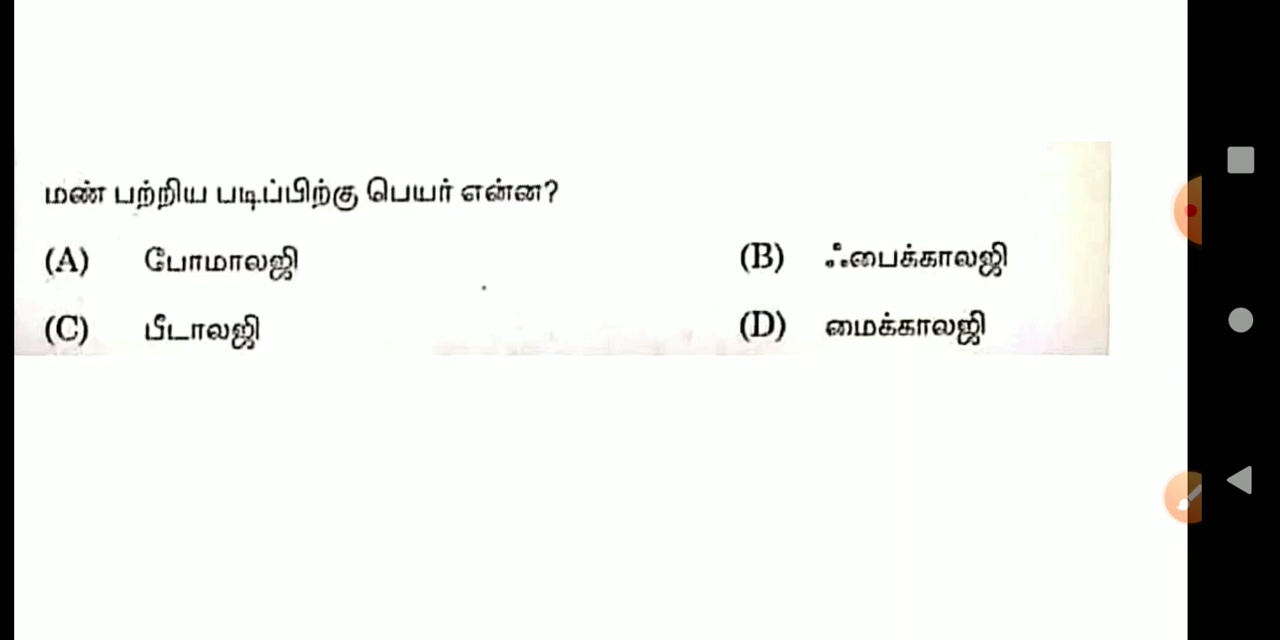 மண் பற்றிய படிப்பிற்கு பெயர் என்ன?
(A) போமாலஜி (B) ஃபைக்காலஜி
(C) பீடாலஜி (D) மைக்காலஜி